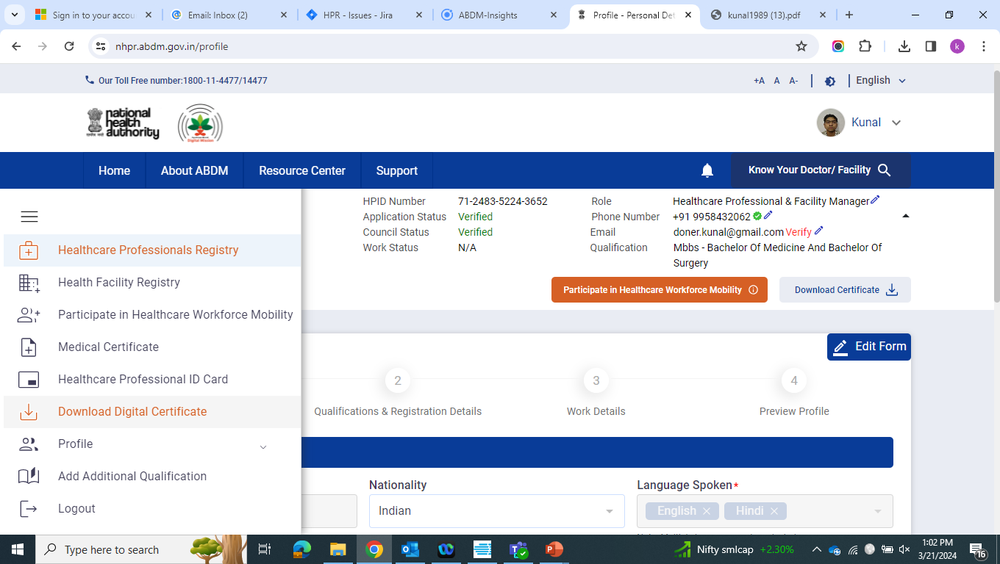 Sign in to your accou
Email: Inbox (2)
HPR - Issues - Jira
ABDM-Insights
Profile - Personal Det
kunal1989 (13).pdf
nhpr.abdm.gov.in/profile
k
Our Toll Free number:1800-11-4477/14477
+A A A- English
national
health
authority
Digital Mission
Kunal
Home About ABDM Resource Center Support Know Your Doctor/ Facility
HPID Number 71-2483-5224-3652
Application Status Verified
Council Status Verified
Work Status N/A
Role Healthcare Professional & Facility Manager
Phone Number +91 9958432062
Email doner.kunal@gmail.com Verify
Qualification Mbbs - Bachelor Of Medicine And Bachelor Of
Surgery
Participate in Healthcare Workforce Mobility
Download Certificate
Healthcare Professionals Registry
Health Facility Registry
Participate in Healthcare Workforce Mobility
Medical Certificate
Healthcare Professional ID Card
Download Digital Certificate
Profile
Add Additional Qualification
Logout
Edit Form
2 3 4
Qualifications & Registration Details Work Details Preview Profile
Nationality
Indian
Language Spoken*
English Hindi
Type here to search
Nifty smlcap +2.30%
1:02 PM
3/21/2024
16